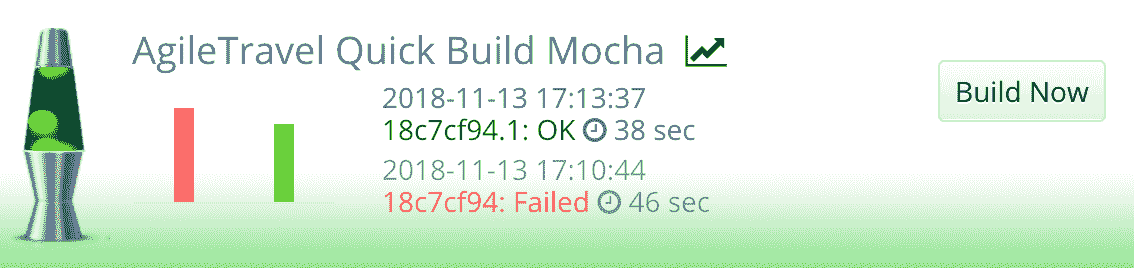 AgileTravel Quick Build Mocha
2018-11-13 17:13:37
18c7cf94.1: OK 38 sec
2018-11-13 17:10:44
18c7cf94: Failed 46 sec
Build Now